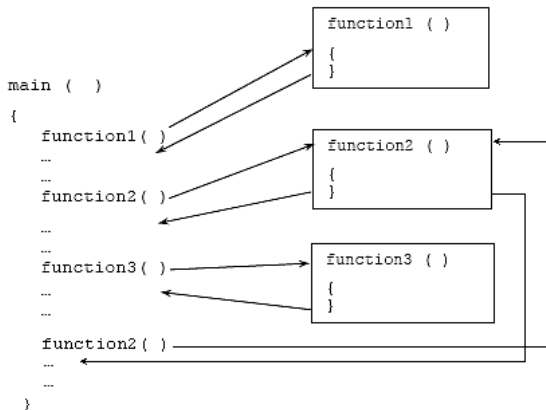 main ( )
{
function1( )
…
…
function2( )
…
…
function3( )
…
…
function2( )
…
…
}
function1 ( )
{
}
function2 ( )
{
}
function3 ( )
{
}